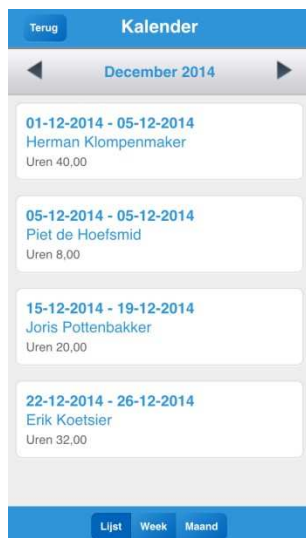 Terug Kalender
December 2014
01-12-2014 - 05-12-2014
Herman Klompenmaker
Uren 40,00
05-12-2014 - 05-12-2014
Piet de Hoefsmid
Uren 8,00
15-12-2014 - 19-12-2014
Joris Pottenbakker
Uren 20,00
22-12-2014 - 26-12-2014
Erik Koetsier
Uren 32,00
Lijst Week Maand